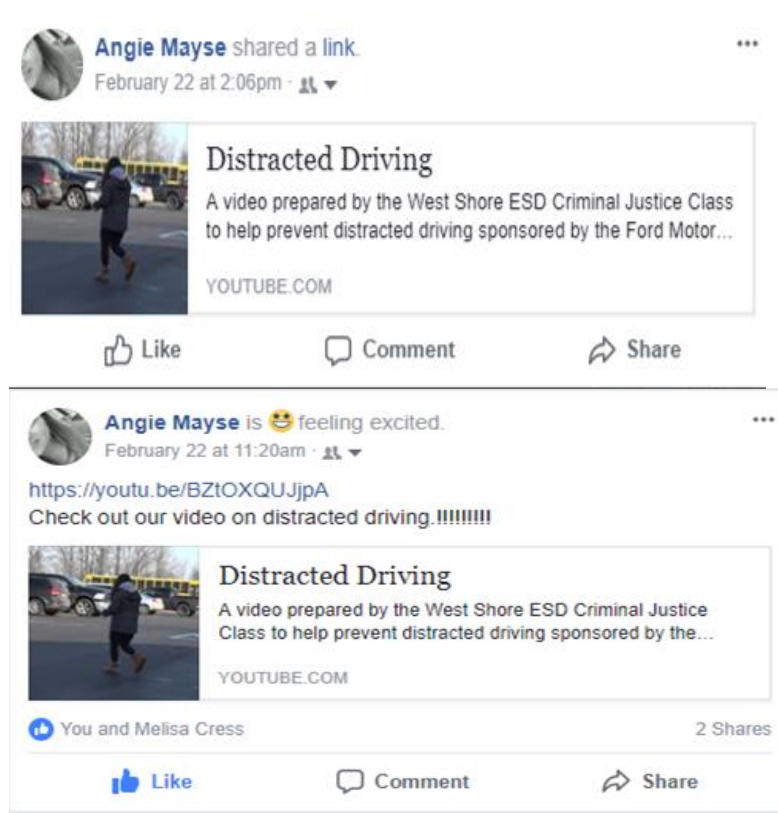 Angie Mayse shared a link.
February 22 at 2:06pm ·
Distracted Driving
A video prepared by the West Shore ESD Criminal Justice Class
to help prevent distracted driving sponsored by the Ford Motor...
YOUTUBE.COM
Like Comment Share
Angie Mayse is feeling excited.
February 22 at 11:20am ·
https://youtu.be/BZtOXQUJjpA
Check out our video on distracted driving.!!!!!!!!!
Distracted Driving
A video prepared by the West Shore ESD Criminal Justice
Class to help prevent distracted driving sponsored by the...
YOUTUBE.COM
You and Melisa Cress 2 Shares
Like Comment Share